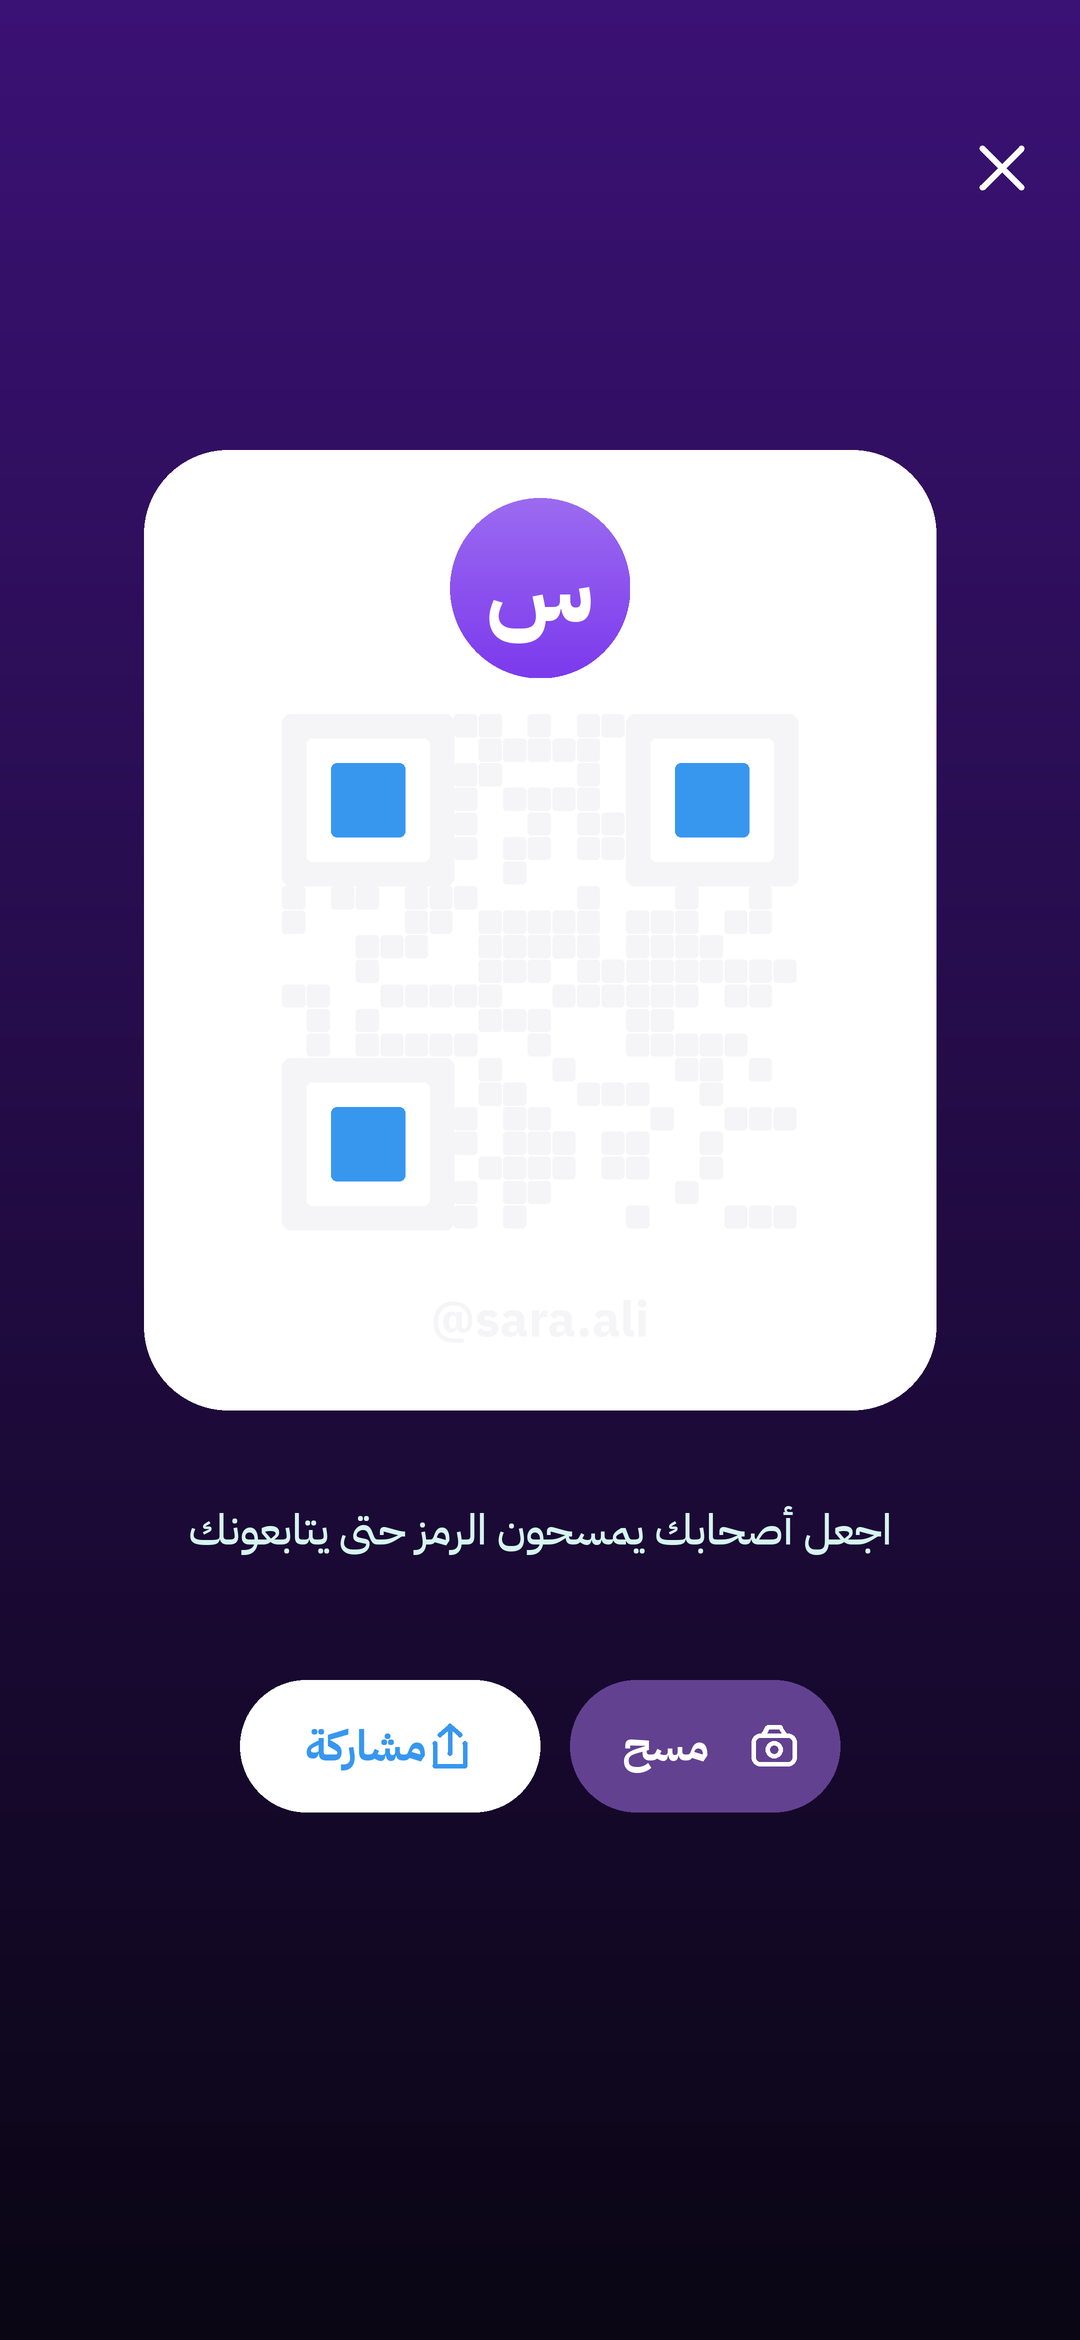 س
@sara.ali
اجعل أصحابك يمسحون الرمز حتى يتابعونك
مسح
مشاركة